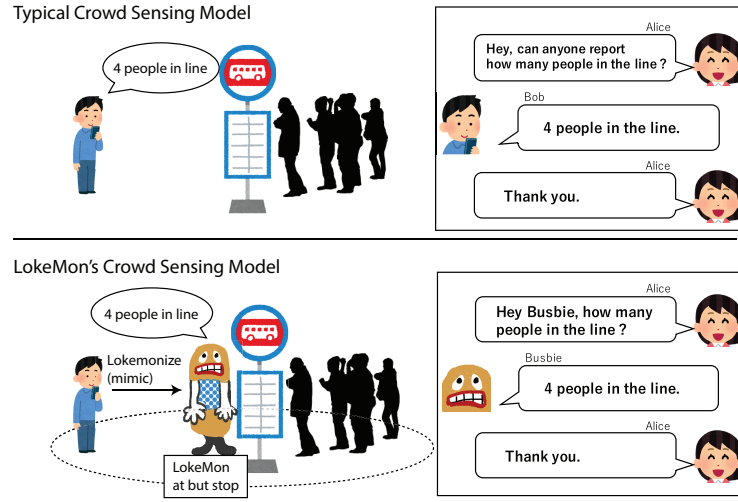 Typical Crowd Sensing Model
4 people in line
Alice
Hey, can anyone report
how many people in the line ?
Bob
4 people in the line.
Alice
Thank you.
LokeMon's Crowd Sensing Model
4 people in line
Lokemonize
(mimic)
LokeMon
at but stop
Alice
Hey Busbie, how many
people in the line ?
Busbie
4 people in the line.
Alice
Thank you.